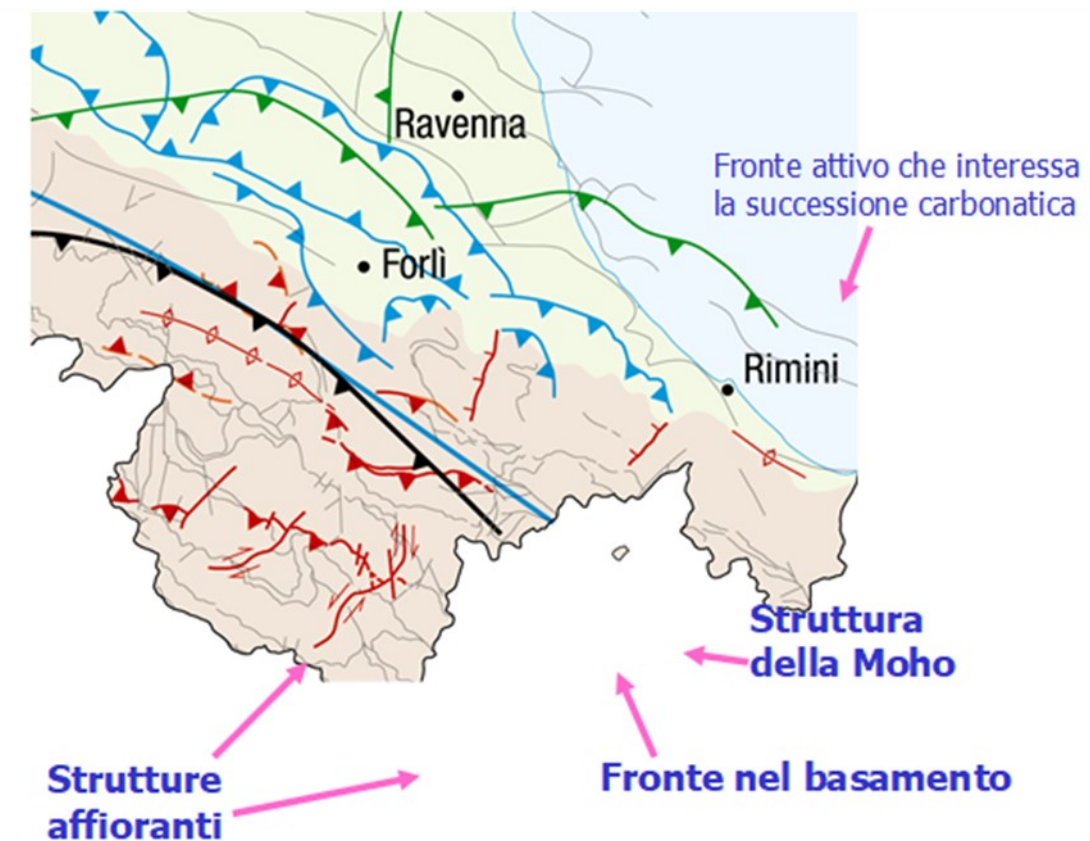 Ravenna
Fronte attivo che interessa
la successione carbonatica
Forlì
Rimini
Struttura
della Moho
Fronte nel basamento
Strutture
affioranti